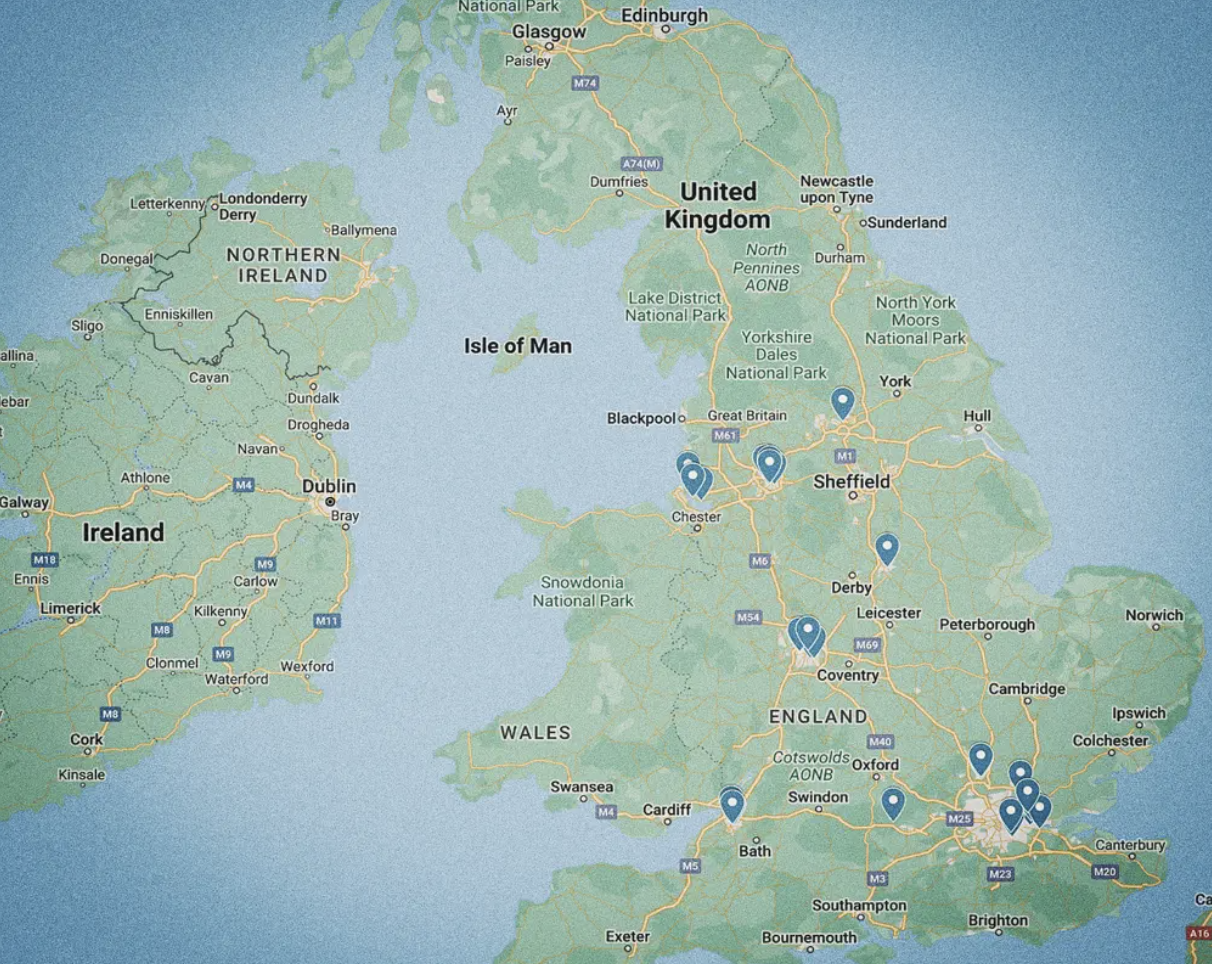 National Park
Edinburgh
Glasgow
Paisley
M74
Ayr
A74(M)
Dumfries
United
Kingdom
Newcastle
upon Tyne
Sunderland
Letterkenny
Londonderry
Derry
Ballymena
Donegal
NORTHERN
IRELAND
North
Pennines
AONB
Durham
Lake District
National Park
North York
Moors
National Park
Enniskillen
Sligo
Isle of Man
Yorkshire
Dales
National Park
allina
Cavan
Dundalk
York
ebar
Drogheda
Blackpool
Great Britain
Hull
M61
Navan
M1
Athlone
M4
Dublin
Sheffield
Galway
Bray
Chester
Ireland
M18
M9
M6
Ennis
Carlow
Snowdonia
National Park
Derby
Limerick
Kilkenny
M11
M54
Leicester
Peterborough
Norwich
M8
M9
M69
Clonmel
Wexford
Waterford
Coventry
Cambridge
M8
ENGLAND
Ipswich
Cork
WALES
M40
Colchester
Kinsale
Cotswolds
AONB
Oxford
Swansea
Swindon
M4
Cardiff
M25
Bath
Canterbury
M5
M3
M23
M20
Southampton
Ca
Brighton
A16
Exeter
Bournemouth